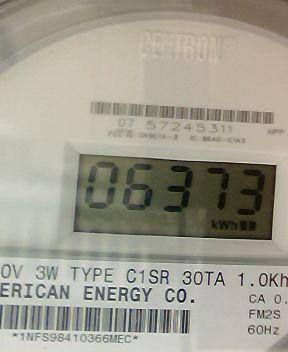 CENTRON®
07 57245311
HPP
06373
kWh
0V 3W TYPE C1SR 30TA 1.0Kh
ERICAN ENERGY CO.
CA 0.
FM2S
60Hz
*1NFS98410366MEC*